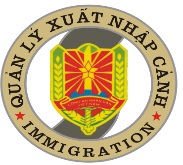 QUẢN LÝ XUẤT NHẬP CẢNH
IMMIGRATION